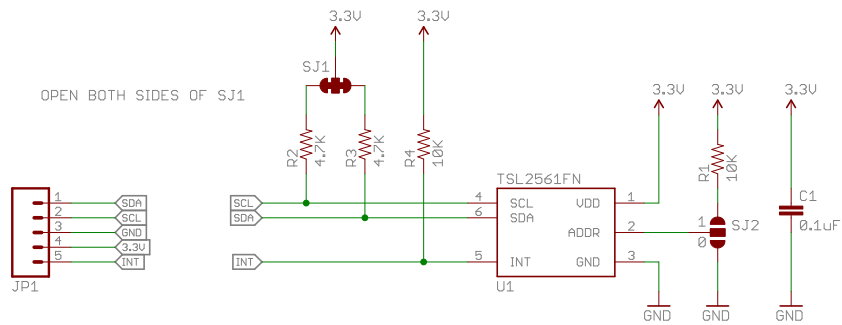 3.3V 3.3V
SJ1
OPEN BOTH SIDES OF SJ1
3.3V 3.3V 3.3V
R2 4.7K R3 4.7K R4 10K R1 10K
TSL2561FN
C1
0.1uF
1 SDA
2 SCL
3 GND
4 3.3V
5 INT
JP1
SCL 4 SCL VDD 1
SDA 6 SDA
ADDR 2
1 SJ2
0
INT 5 INT GND 3
U1
GND GND GND